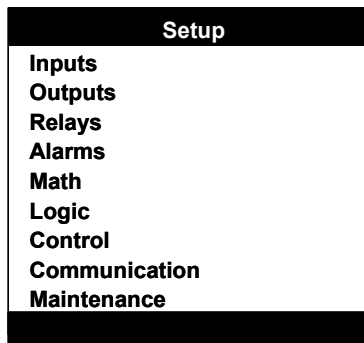 Setup
Inputs
Outputs
Relays
Alarms
Math
Logic
Control
Communication
Maintenance